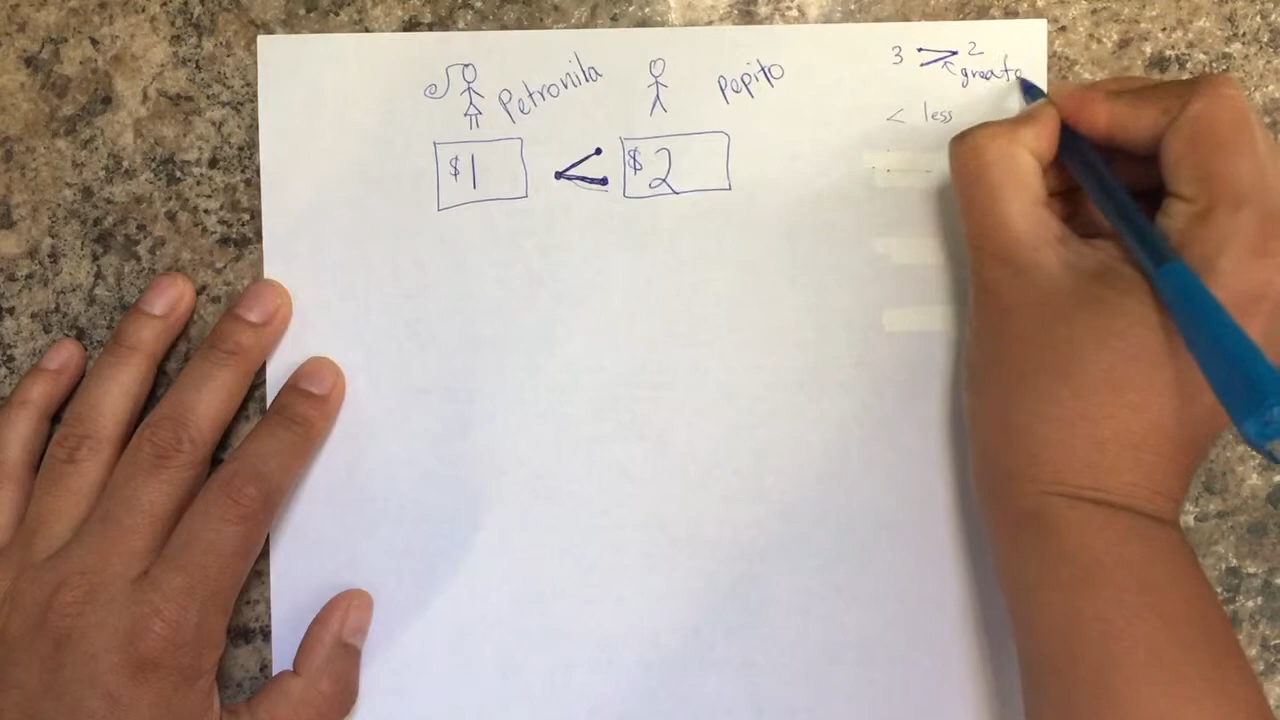 Petronila
pepito
$1 < $2
3 > 2
greate
< less